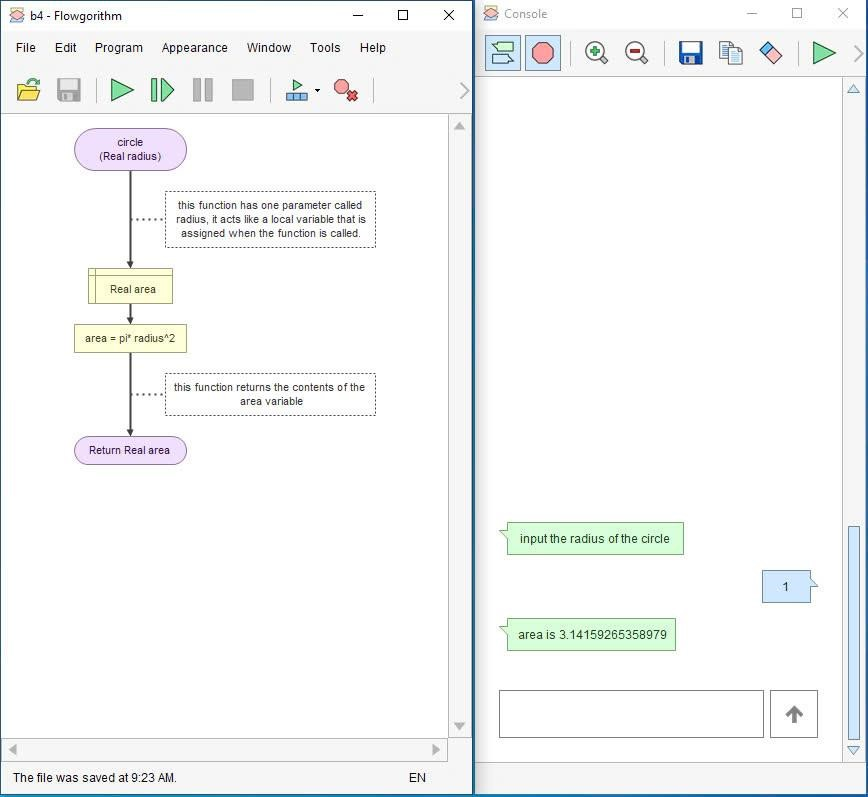 b4 - Flowgorithm
File Edit Program Appearance Window Tools Help
circle
(Real radius)
this function has one parameter called
radius, it acts like a local variable that is
assigned when the function is called.
Real area
area = pi* radius^2
this function returns the contents of the
area variable
Return Real area
The file was saved at 9:23 AM.
EN
Console
input the radius of the circle
1
area is 3.14159265358979